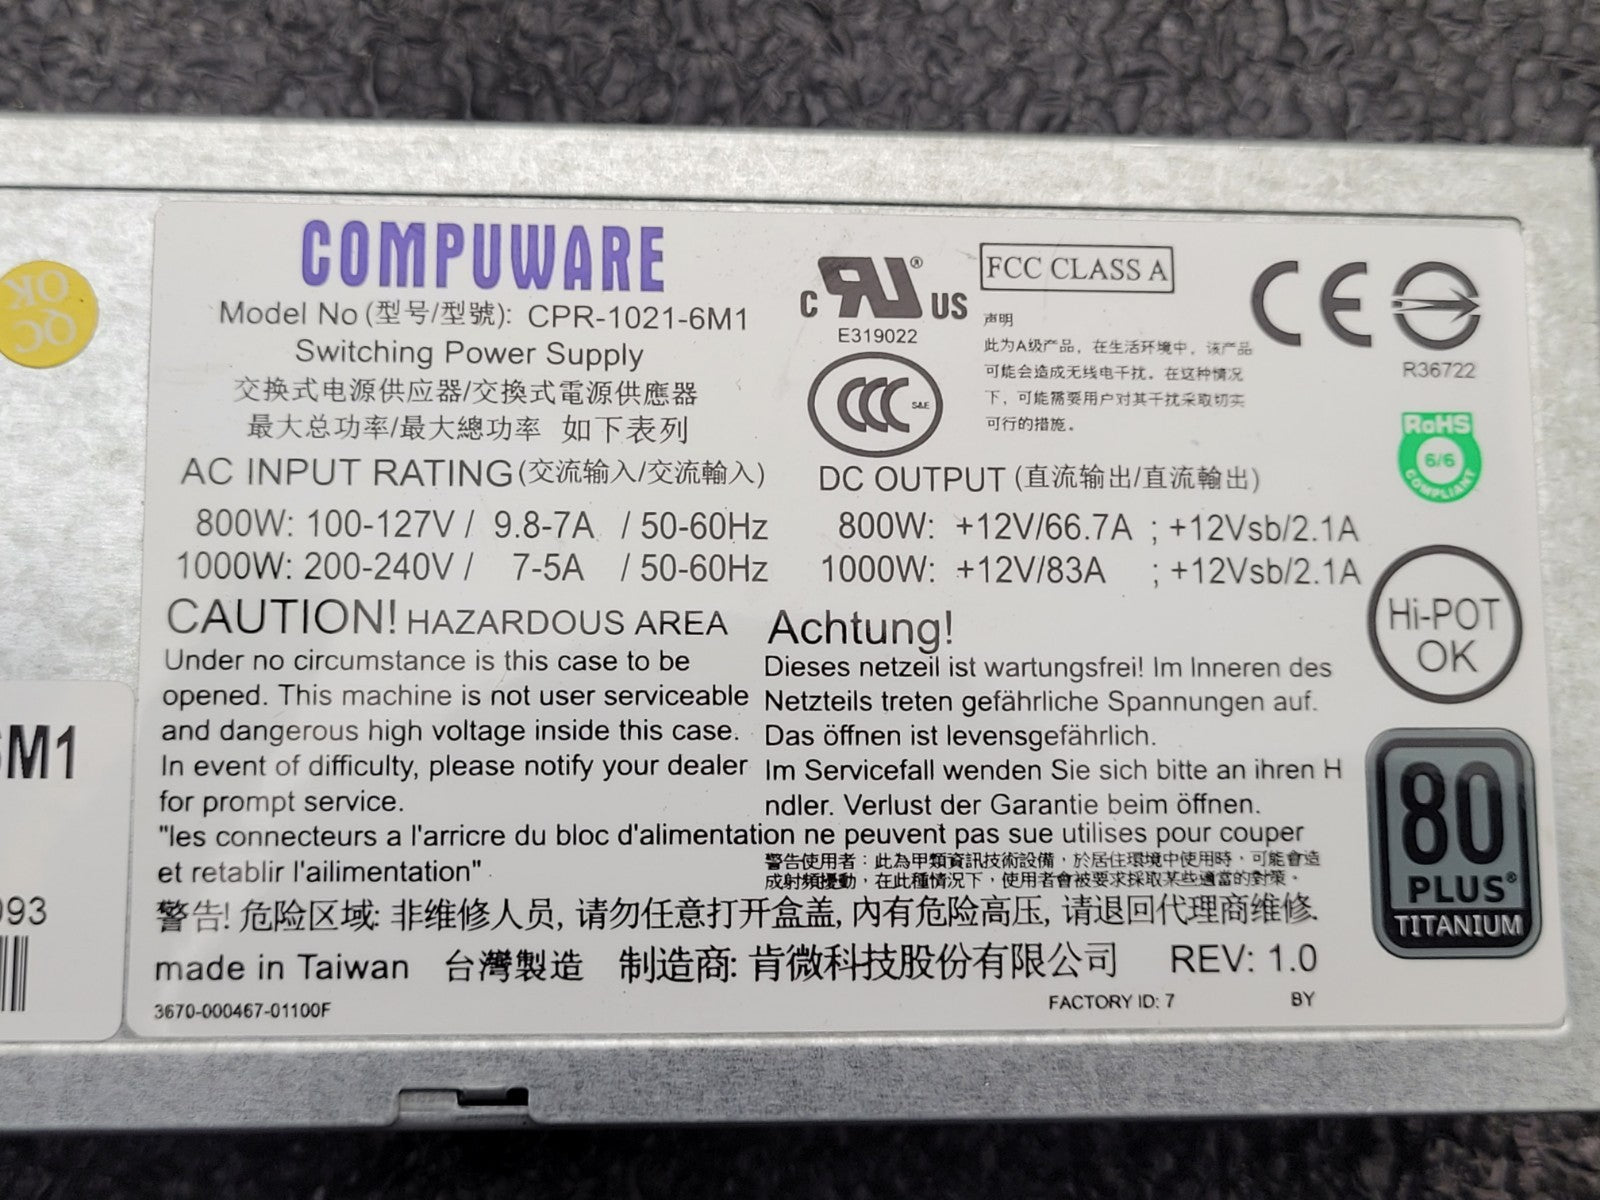 COMPUWARE
Model No (型号/型號): CPR-1021-6M1
Switching Power Supply
交换式电源供应器/交換式電源供應器
最大总功率/最大總功率 如下表列
AC INPUT RATING (交流输入/交流輸入)
800W: 100-127V / 9.8-7A / 50-60Hz
1000W: 200-240V / 7-5A / 50-60Hz
C RU® US
E319022
CCC S&E
FCC CLASS A
声明
此为A级产品，在生活环境中，该产品
可能会造成无线电干扰。在这种情况
下，可能需要用户对其干扰采取切实
可行的措施。
CE
R36722
RoHS
6/6
COMPLIANT
DC OUTPUT (直流输出/直流輸出)
800W: +12V/66.7A ; +12Vsb/2.1A
1000W: +12V/83A ; +12Vsb/2.1A
Hi-POT
OK
CAUTION! HAZARDOUS AREA
Under no circumstance is this case to be
opened. This machine is not user serviceable
and dangerous high voltage inside this case.
In event of difficulty, please notify your dealer
for prompt service.
Achtung!
Dieses netzeil ist wartungsfrei! Im Inneren des
Netzteils treten gefährliche Spannungen auf.
Das öffnen ist levensgefährlich.
Im Servicefall wenden Sie sich bitte an ihren H
ndler. Verlust der Garantie beim öffnen.
"les connecteurs a l'arricre du bloc d'alimentation ne peuvent pas sue utilises pour couper
et retablir l'ailimentation"
警告使用者：此為甲類資訊技術設備，於居住環境中使用時，可能會造
成射頻擾動，在此種情況下，使用者會被要求採取某些適當的對策。
警告! 危险区域: 非维修人员, 请勿任意打开盒盖, 内有危险高压, 请退回代理商维修.
made in Taiwan 台灣製造 制造商: 肯微科技股份有限公司 REV: 1.0
3670-000467-01100F
FACTORY ID: 7 BY
80
PLUS®
TITANIUM
QC
OK
6M1
093